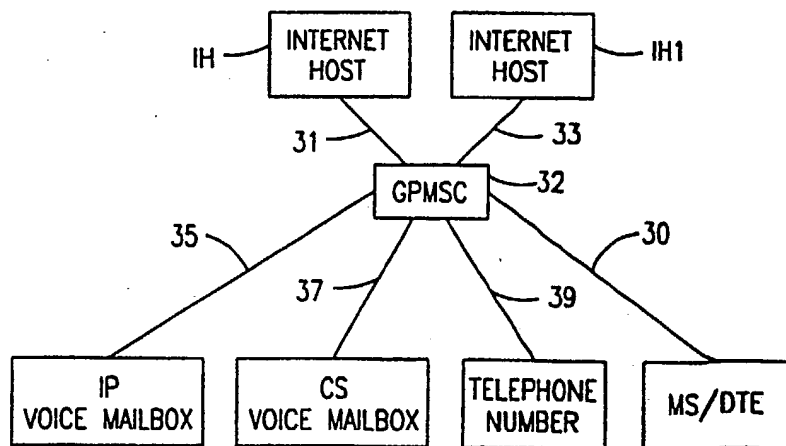 IH
INTERNET
HOST
INTERNET
HOST
IH1
31
33
GPMSC
32
35
37
39
30
IP
VOICE MAILBOX
CS
VOICE MAILBOX
TELEPHONE
NUMBER
MS/DTE